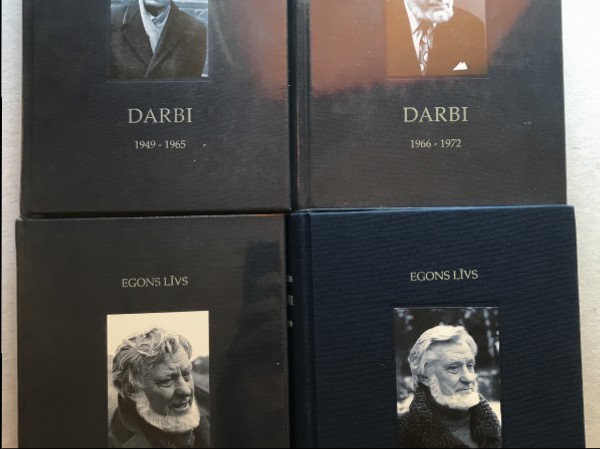 DARBI
1949 - 1965
DARBI
1966 - 1972
EGONS LĪVS
EGONS LĪVS